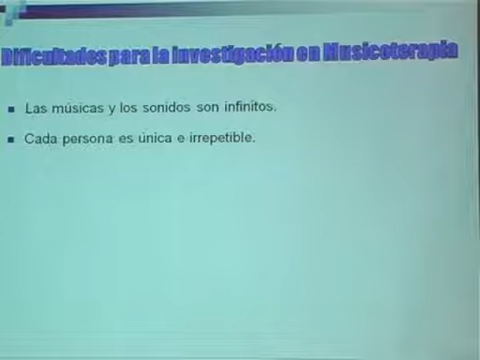 Dificultades para la investigación en Musicoterapia
Las músicas y los sonidos son infinitos.
Cada persona es única e irrepetible.